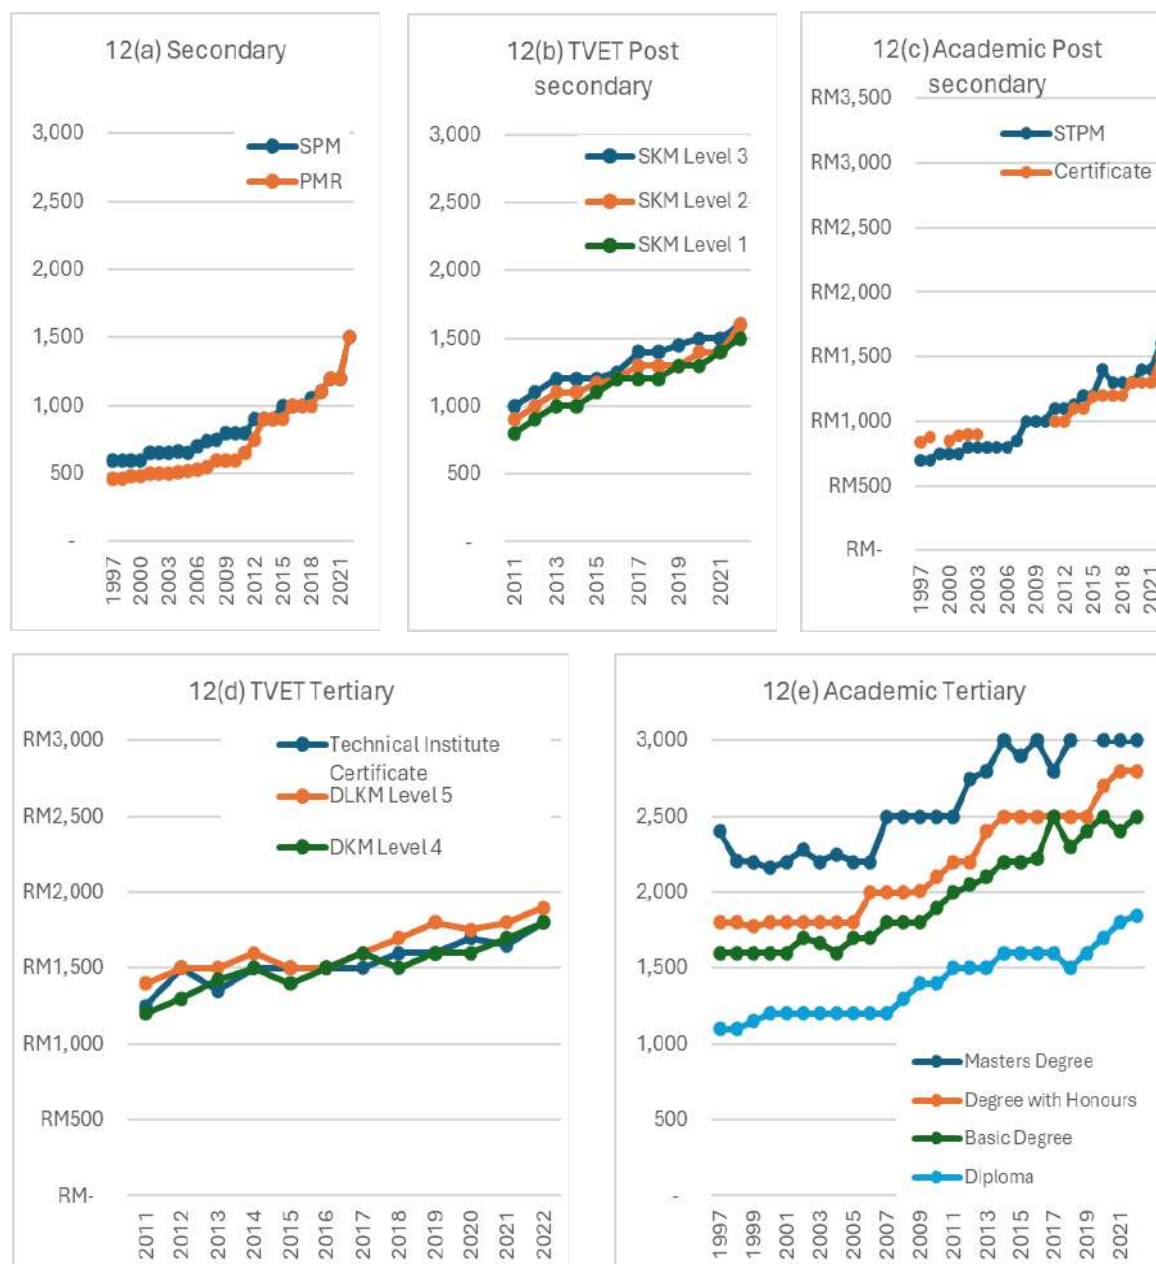 12(a) Secondary
3,000
2,500
2,000
1,500
1,000
500
-
SPM
PMR
1997
2000
2003
2006
2009
2012
2015
2018
2021
12(b) TVET Post
secondary
3,000
2,500
2,000
1,500
1,000
500
-
SKM Level 3
SKM Level 2
SKM Level 1
2011
2013
2015
2017
2019
2021
12(c) Academic Post
secondary
RM3,500
RM3,000
RM2,500
RM2,000
RM1,500
RM1,000
RM500
RM-
STPM
Certificate
1997
2000
2003
2006
2009
2012
2015
2018
2021
12(d) TVET Tertiary
RM3,000
RM2,500
RM2,000
RM1,500
RM1,000
RM500
RM-
Technical Institute
Certificate
DLKM Level 5
DKM Level 4
2011
2012
2013
2014
2015
2016
2017
2018
2019
2020
2021
2022
12(e) Academic Tertiary
3,000
2,500
2,000
1,500
1,000
500
-
Masters Degree
Degree with Honours
Basic Degree
Diploma
1997
1999
2001
2003
2005
2007
2009
2011
2013
2015
2017
2019
2021